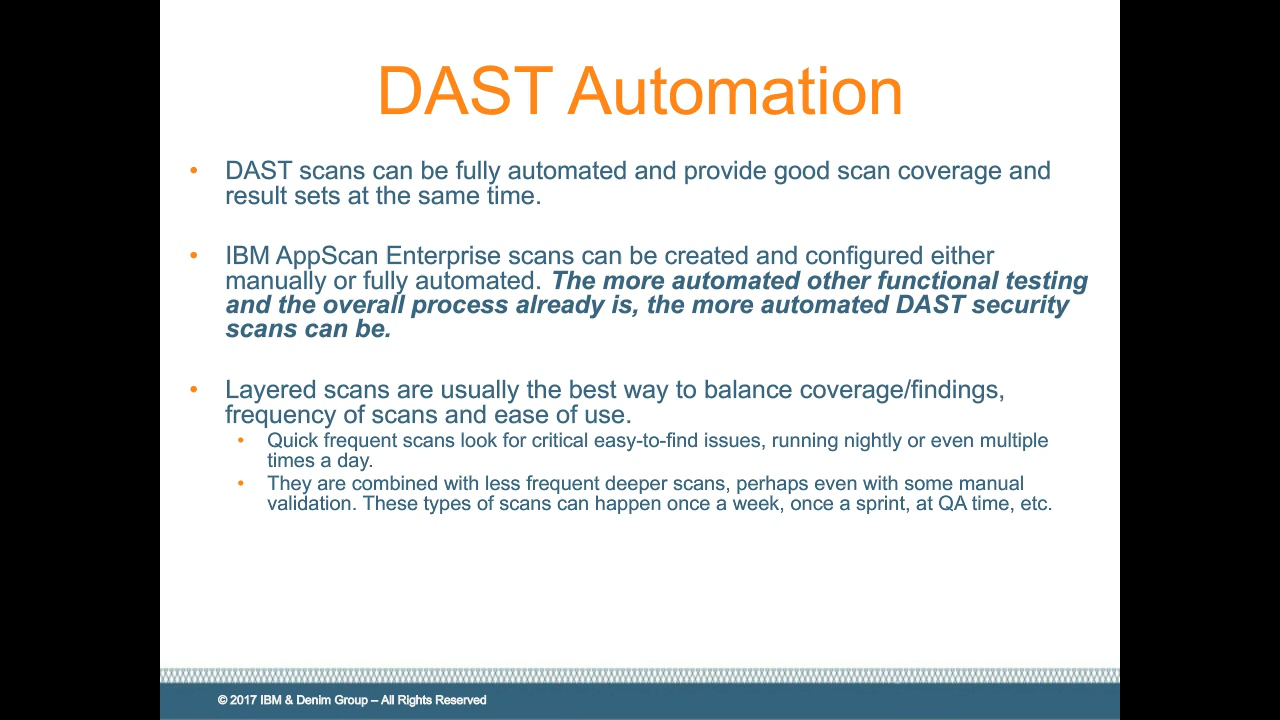 DAST Automation
• DAST scans can be fully automated and provide good scan coverage and
result sets at the same time.
• IBM AppScan Enterprise scans can be created and configured either
manually or fully automated. The more automated other functional testing
and the overall process already is, the more automated DAST security
scans can be.
• Layered scans are usually the best way to balance coverage/findings,
frequency of scans and ease of use.
• Quick frequent scans look for critical easy-to-find issues, running nightly or even multiple
times a day.
• They are combined with less frequent deeper scans, perhaps even with some manual
validation. These types of scans can happen once a week, once a sprint, at QA time, etc.
© 2017 IBM & Denim Group – All Rights Reserved